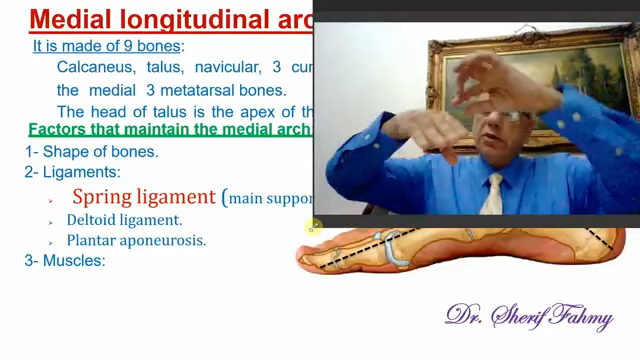 Medial longitudinal arc
It is made of 9 bones:
Calcaneus, talus, navicular, 3 cu
the medial 3 metatarsal bones.
The head of talus is the apex of th
Factors that maintain the medial arch
1- Shape of bones.
2- Ligaments:
Spring ligament (main suppor
Deltoid ligament.
Plantar aponeurosis.
3- Muscles:
Dr. Sherif Fahmy